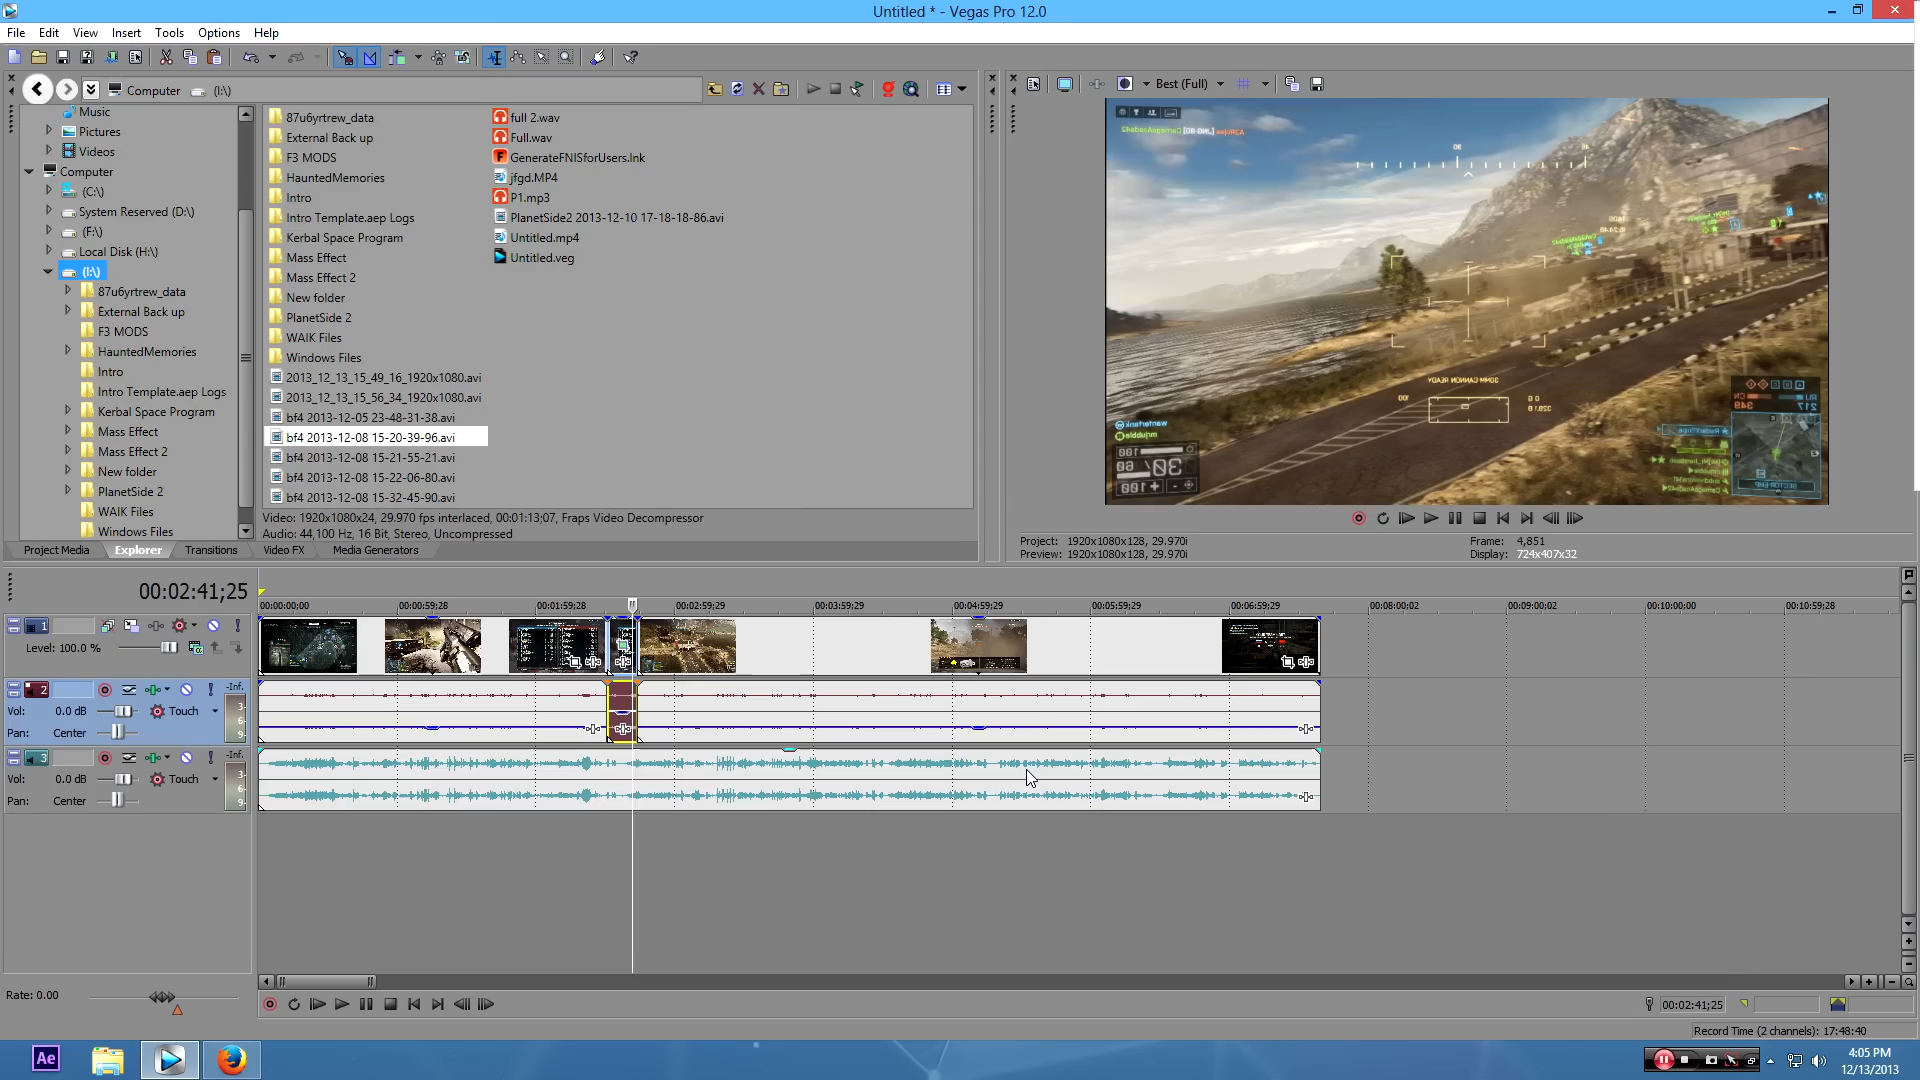 Untitled * - Vegas Pro 12.0
File Edit View Insert Tools Options Help
Computer (I:\)
Best (Full)
Music
Pictures
Videos
Computer
(C:\)
System Reserved (D:\)
(F:\)
Local Disk (H:\)
(I:\)
87u6yrtrew_data
External Back up
F3 MODS
HauntedMemories
Intro
Intro Template.aep Logs
Kerbal Space Program
Mass Effect
Mass Effect 2
New folder
PlanetSide 2
WAIK Files
Windows Files
87u6yrtrew_data
External Back up
F3 MODS
HauntedMemories
Intro
Intro Template.aep Logs
Kerbal Space Program
Mass Effect
Mass Effect 2
New folder
PlanetSide 2
WAIK Files
Windows Files
2013_12_13_15_49_16_1920x1080.avi
2013_12_13_15_56_34_1920x1080.avi
bf4 2013-12-05 23-48-31-38.avi
bf4 2013-12-08 15-20-39-96.avi
bf4 2013-12-08 15-21-55-21.avi
bf4 2013-12-08 15-22-06-80.avi
bf4 2013-12-08 15-32-45-90.avi
full 2.wav
Full.wav
GenerateFNISforUsers.lnk
jfgd.MP4
P1.mp3
PlanetSide2 2013-12-10 17-18-18-86.avi
Untitled.mp4
Untitled.veg
Video: 1920x1080x24, 29.970 fps interlaced, 00:01:13;07, Fraps Video Decompressor
Audio: 44,100 Hz, 16 Bit, Stereo, Uncompressed
Project Media Explorer Transitions Video FX Media Generators
30MM CANNON READY
Project: 1920x1080x128, 29.970i
Preview: 1920x1080x128, 29.970i
Frame: 4,851
Display: 724x407x32
00:02:41;25
00:00:00;00 00:00:59;28 00:01:59;28 00:02:59;29 00:03:59;29 00:04:59;29 00:05:59;29 00:06:59;29 00:08:00;02 00:09:00;02 00:10:00;00 00:10:59;28
1
Level: 100.0 %
2
-Inf.
Vol: 0.0 dB Touch
Pan: Center
3
6
9
3
-Inf.
Vol: 0.0 dB Touch
Pan: Center
3
6
9
Rate: 0.00
00:02:41;25
Record Time (2 channels): 17:48:40
Ae
4:05 PM
12/13/2013